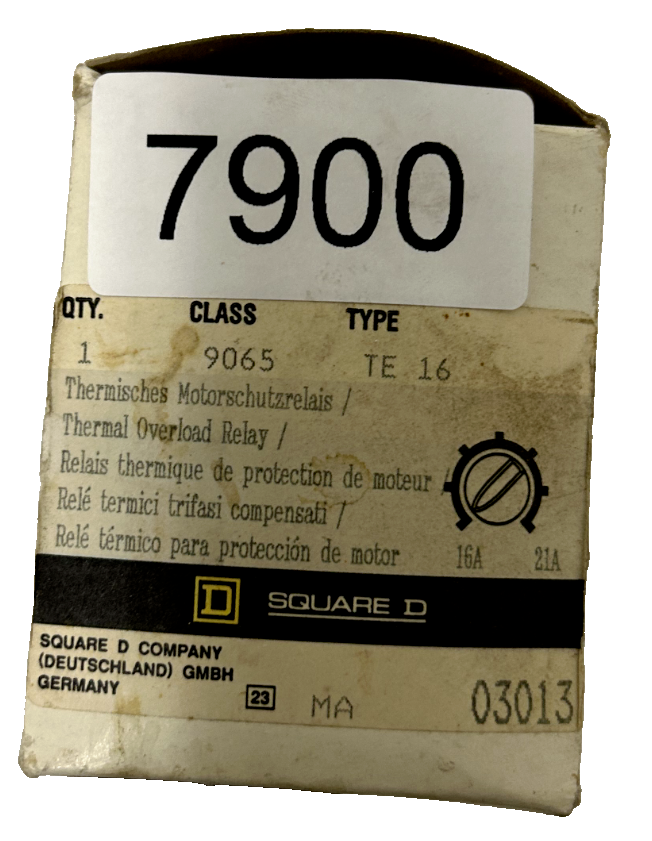 7900
QTY. CLASS TYPE
1 9065 TE 16
Thermisches Motorschutzrelais /
Thermal Overload Relay /
Relais thermique de protection de moteur /
Relé termici trifasi compensati /
Relé térmico para protección de motor
16A 21A
D SQUARE D
SQUARE D COMPANY
(DEUTSCHLAND) GMBH
GERMANY
23 MA 03013